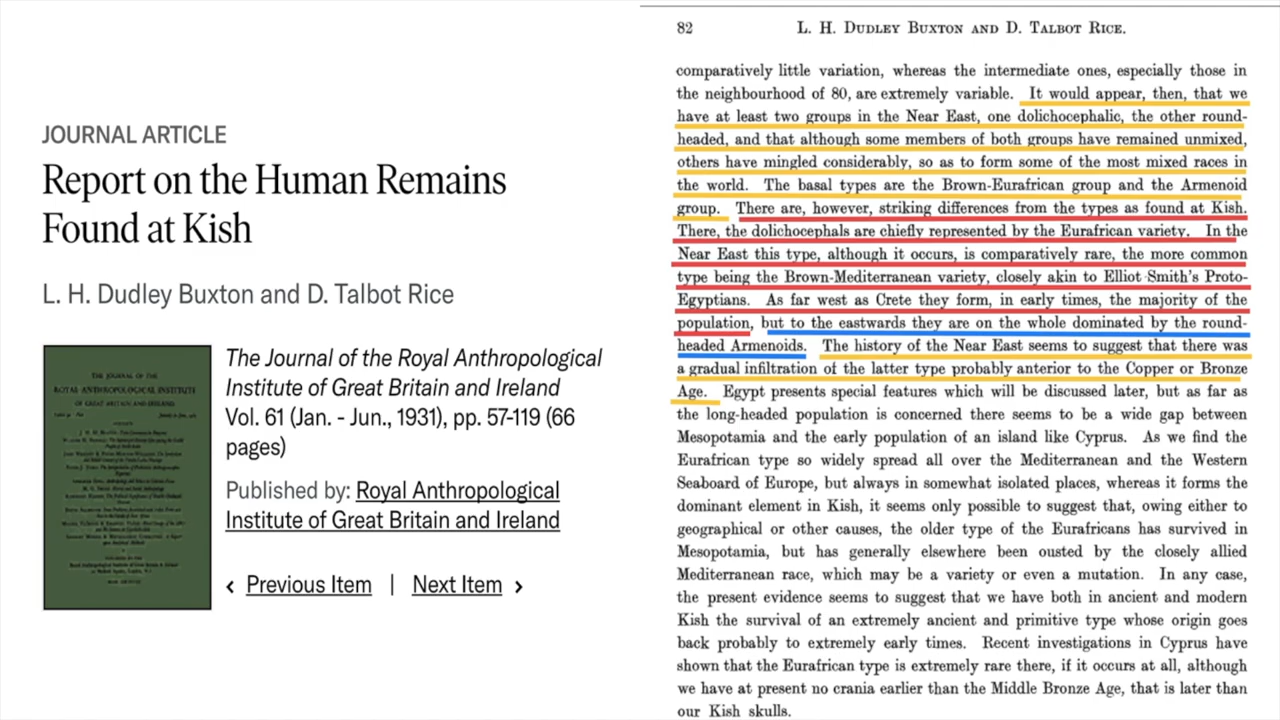 JOURNAL ARTICLE
Report on the Human Remains
Found at Kish
L. H. Dudley Buxton and D. Talbot Rice
THE JOURNAL OF THE
ROYAL ANTHROPOLOGICAL INSTITUTE
OF GREAT BRITAIN AND IRELAND
The Journal of the Royal Anthropological
Institute of Great Britain and Ireland
Vol. 61 (Jan. - Jun., 1931), pp. 57-119 (66
pages)
Published by: Royal Anthropological
Institute of Great Britain and Ireland
‹ Previous Item | Next Item ›
82 L. H. DUDLEY BUXTON AND D. TALBOT RICE.
comparatively little variation, whereas the intermediate ones, especially those in
the neighbourhood of 80, are extremely variable. It would appear, then, that we
have at least two groups in the Near East, one dolichocephalic, the other round-
headed, and that although some members of both groups have remained unmixed,
others have mingled considerably, so as to form some of the most mixed races in
the world. The basal types are the Brown-Eurafrican group and the Armenoid
group. There are, however, striking differences from the types as found at Kish.
There, the dolichocephals are chiefly represented by the Eurafrican variety. In the
Near East this type, although it occurs, is comparatively rare, the more common
type being the Brown-Mediterranean variety, closely akin to Elliot Smith's Proto-
Egyptians. As far west as Crete they form, in early times, the majority of the
population, but to the eastwards they are on the whole dominated by the round-
headed Armenoids. The history of the Near East seems to suggest that there was
a gradual infiltration of the latter type probably anterior to the Copper or Bronze
Age. Egypt presents special features which will be discussed later, but as far as
the long-headed population is concerned there seems to be a wide gap between
Mesopotamia and the early population of an island like Cyprus. As we find the
Eurafrican type so widely spread all over the Mediterranean and the Western
Seaboard of Europe, but always in somewhat isolated places, whereas it forms the
dominant element in Kish, it seems only possible to suggest that, owing either to
geographical or other causes, the older type of the Eurafricans has survived in
Mesopotamia, but has generally elsewhere been ousted by the closely allied
Mediterranean race, which may be a variety or even a mutation. In any case,
the present evidence seems to suggest that we have both in ancient and modern
Kish the survival of an extremely ancient and primitive type whose origin goes
back probably to extremely early times. Recent investigations in Cyprus have
shown that the Eurafrican type is extremely rare there, if it occurs at all, although
we have at present no crania earlier than the Middle Bronze Age, that is later than
our Kish skulls.